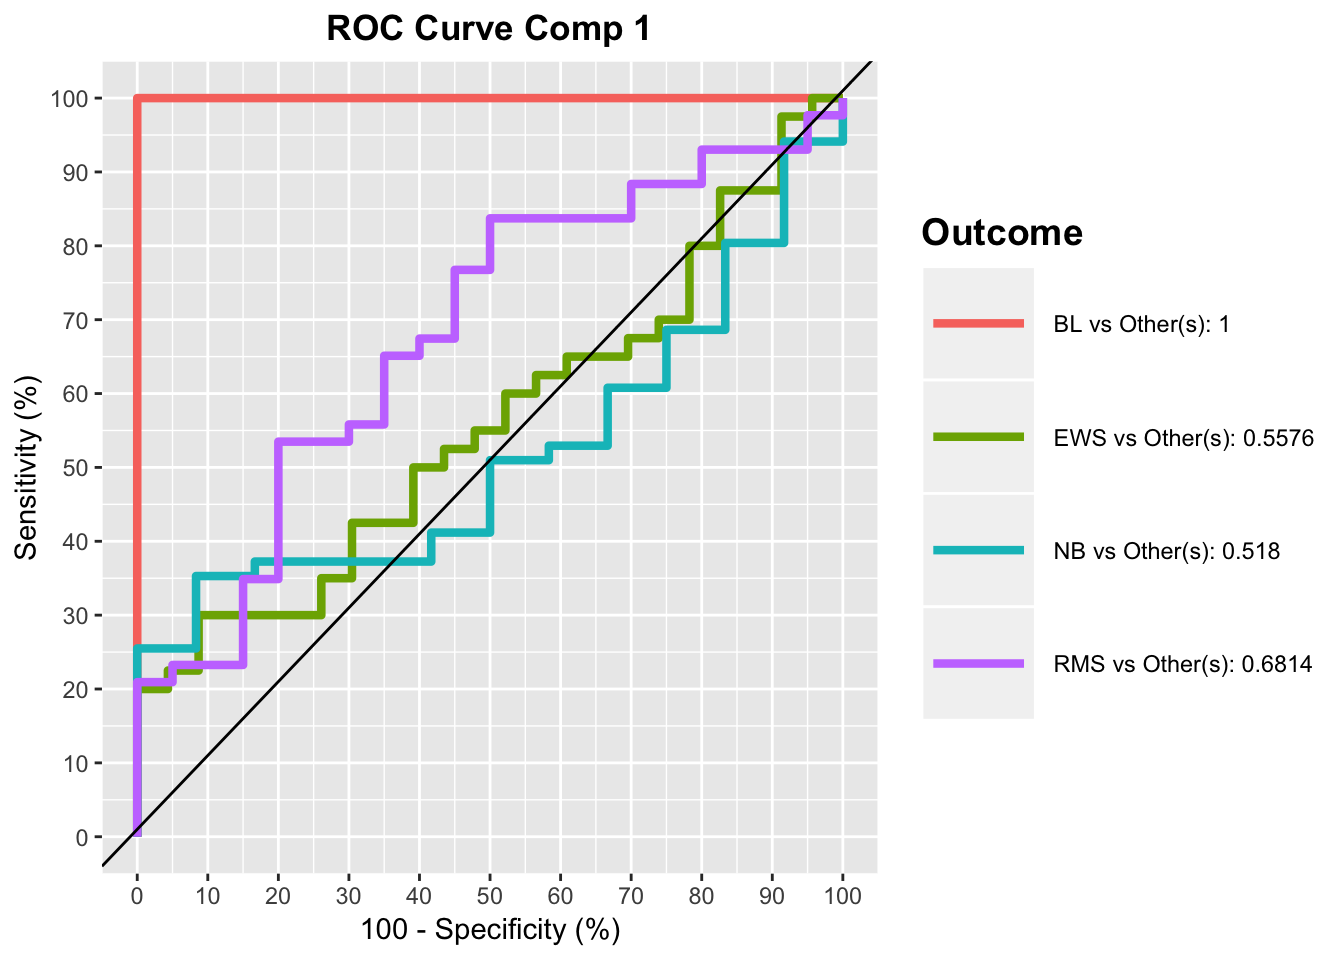 ROC Curve Comp 1
Sensitivity (%)
100
90
80
70
60
50
40
30
20
10
0
0 10 20 30 40 50 60 70 80 90 100
100 - Specificity (%)
Outcome
BL vs Other(s): 1
EWS vs Other(s): 0.5576
NB vs Other(s): 0.518
RMS vs Other(s): 0.6814